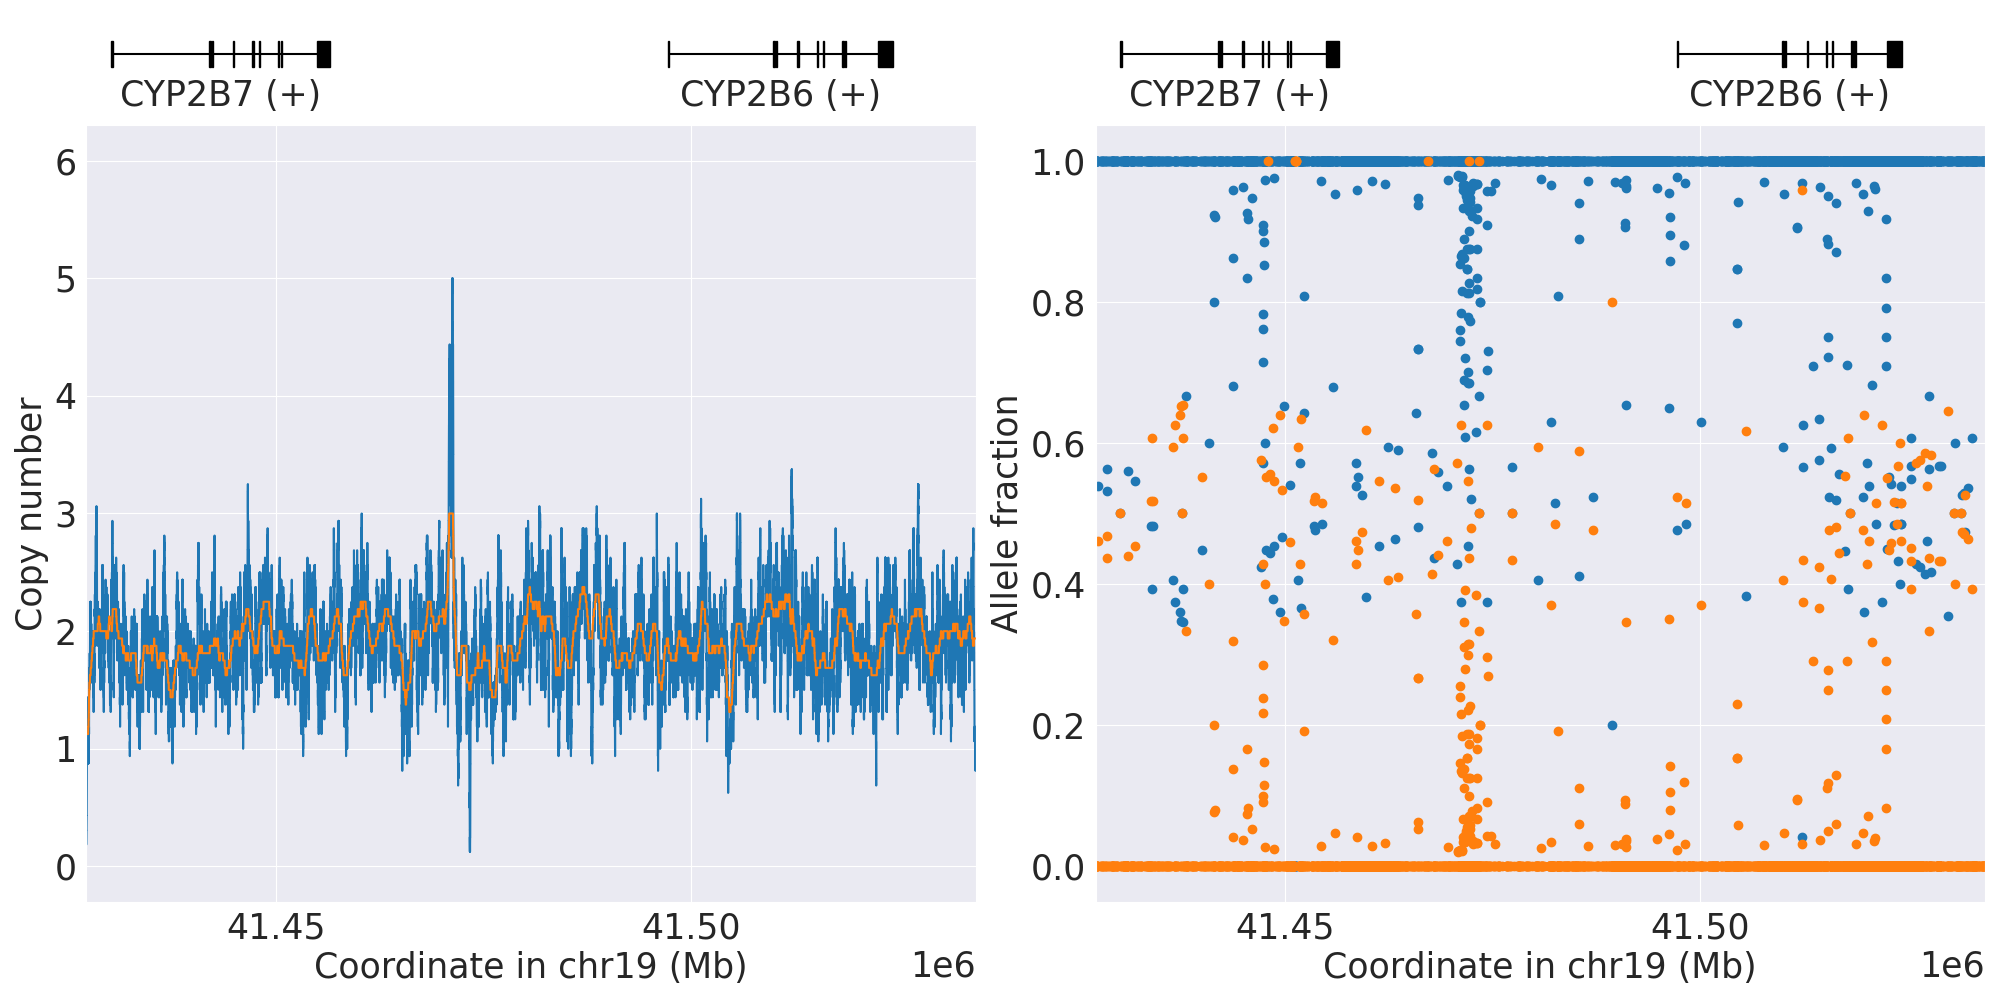 CYP2B7 (+)
CYP2B6 (+)
6
5
4
3
2
1
0
Copy number
41.45
41.50
Coordinate in chr19 (Mb)
1e6
CYP2B7 (+)
CYP2B6 (+)
1.0
0.8
0.6
0.4
0.2
0.0
Allele fraction
41.45
41.50
Coordinate in chr19 (Mb)
1e6